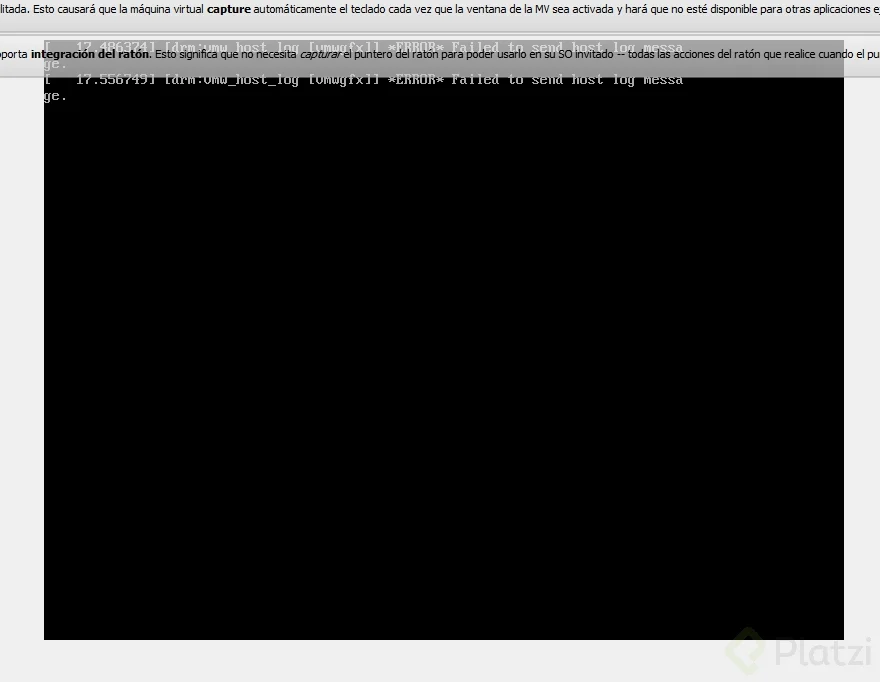 litada. Esto causará que la máquina virtual capture automáticamente el teclado cada vez que la ventana de la MV sea activada y hará que no esté disponible para otras aplicaciones ej
[   17.486374] [drm:vmw_host_log [vmwgfx]] *ERROR* Failed to send host log messa
porta integración del ratón. Esto significa que no necesita capturar el puntero del ratón para poder usarlo en su SO invitado -- todas las acciones del ratón que realice cuando el pu
ge.
[   17.556749] [drm:vmw_host_log [vmwgfx]] *ERROR* Failed to send host log messa
ge.
Platzi